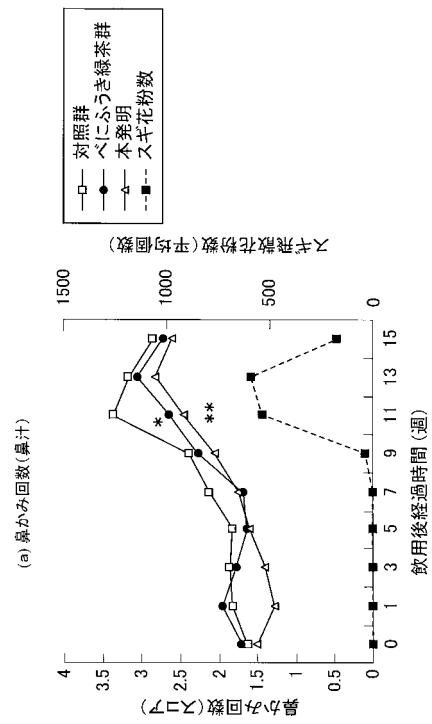 (a) 鼻かみ回数(鼻汁)
対照群
べにふうき緑茶群
本発明
スギ花粉数
鼻かみ回数(スコア)
4
3.5
3
2.5
2
1.5
1
0.5
0
スギ飛散花粉数(平均個数)
1500
1000
500
0
*
**
0 1 3 5 7 9 11 13 15
飲用後経過時間(週)